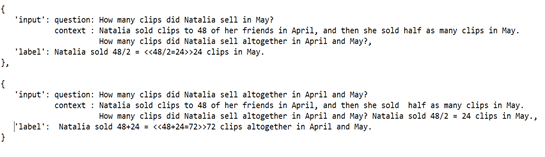 {
'input': question: How many clips did Natalia sell in May?
context : Natalia sold clips to 48 of her friends in April, and then she sold half as many clips in May.
How many clips did Natalia sell altogether in April and May?,
'label': Natalia sold 48/2 = <<48/2=24>>24 clips in May.
},
{
'input': question: How many clips did Natalia sell altogether in April and May?
context : Natalia sold clips to 48 of her friends in April, and then she sold half as many clips in May.
How many clips did Natalia sell altogether in April and May? Natalia sold 48/2 = 24 clips in May.,
'label': Natalia sold 48+24 = <<48+24=72>>72 clips altogether in April and May.
}